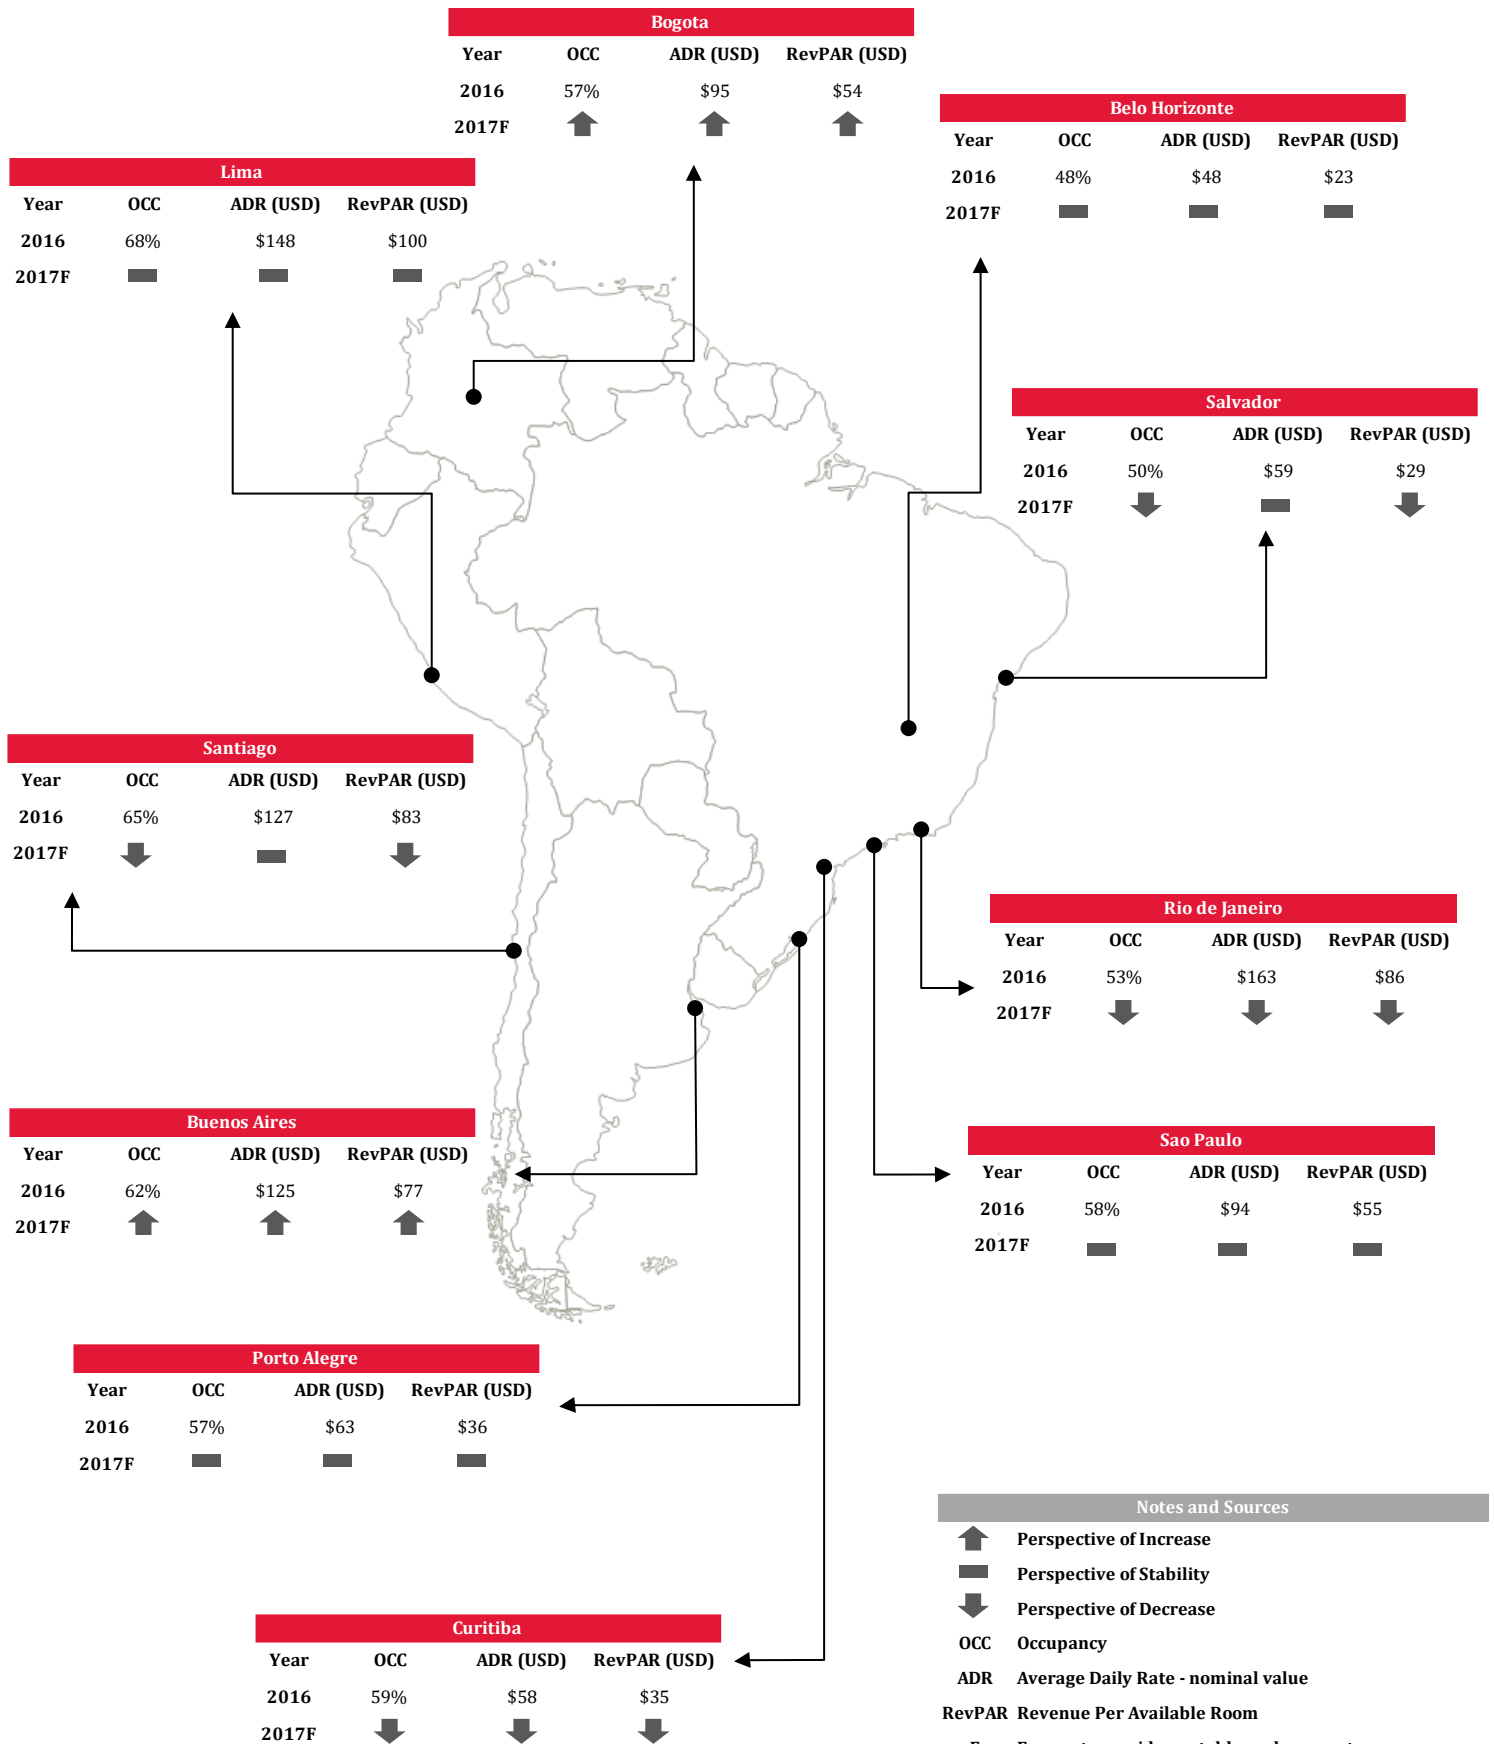 Bogota
Year OCC ADR (USD) RevPAR (USD)
2016 57% $95 $54
2017F
Belo Horizonte
Year OCC ADR (USD) RevPAR (USD)
2016 48% $48 $23
2017F
Lima
Year OCC ADR (USD) RevPAR (USD)
2016 68% $148 $100
2017F
Salvador
Year OCC ADR (USD) RevPAR (USD)
2016 50% $59 $29
2017F
Santiago
Year OCC ADR (USD) RevPAR (USD)
2016 65% $127 $83
2017F
Rio de Janeiro
Year OCC ADR (USD) RevPAR (USD)
2016 53% $163 $86
2017F
Buenos Aires
Year OCC ADR (USD) RevPAR (USD)
2016 62% $125 $77
2017F
Sao Paulo
Year OCC ADR (USD) RevPAR (USD)
2016 58% $94 $55
2017F
Porto Alegre
Year OCC ADR (USD) RevPAR (USD)
2016 57% $63 $36
2017F
Curitiba
Year OCC ADR (USD) RevPAR (USD)
2016 59% $58 $35
2017F
Notes and Sources
Perspective of Increase
Perspective of Stability
Perspective of Decrease
OCC Occupancy
ADR Average Daily Rate - nominal value
RevPAR Revenue Per Available Room